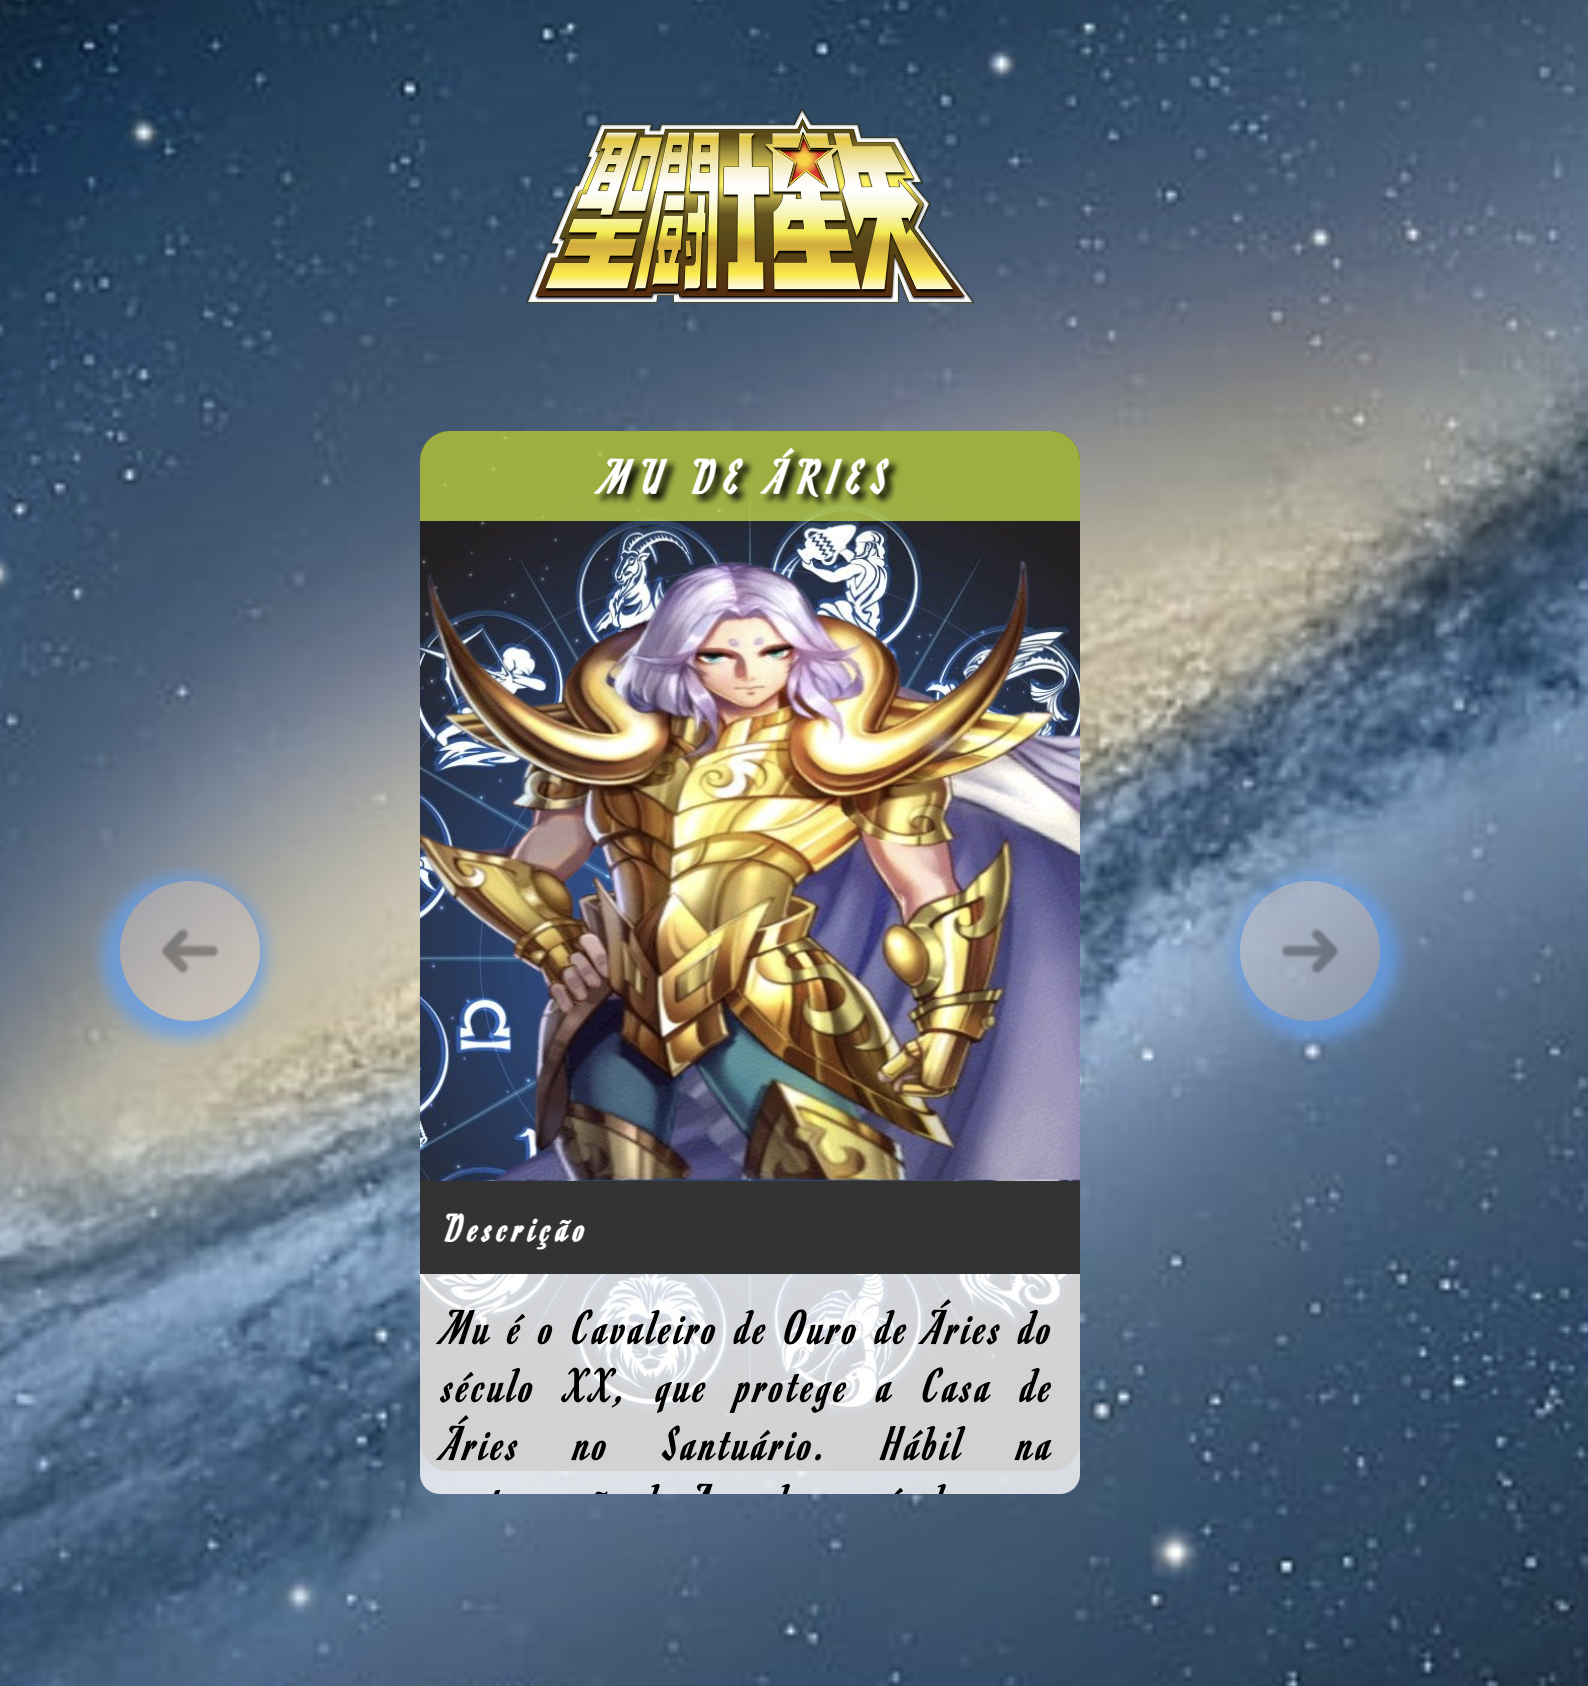 聖闘士星矢
MU DE ÁRIES
Descrição
Mu é o Cavaleiro de Ouro de Áries do
século XX, que protege a Casa de
Áries no Santuário. Hábil na